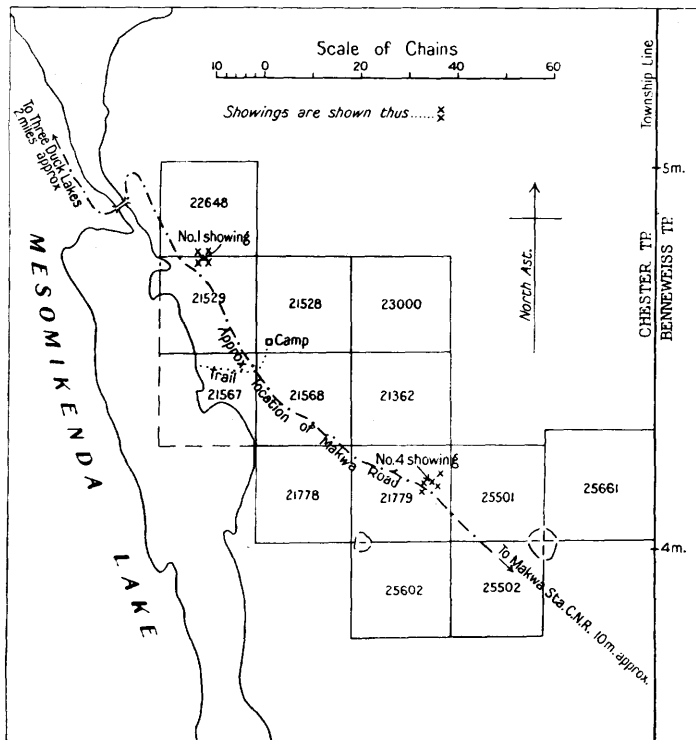 Scale of Chains
10 0 20 40 60
Showings are shown thus......
Township Line
To Three Duck Lakes
2 miles approx
5m.
22648
No.1 showing
MESOMIKENDA LAKE
21529
21528
23000
North Ast.
CHESTER TP.
BENNEWEISS TP.
Camp
Trail
21567
21568
21362
Approx. location of Makwa Road
No.4 showing
21778
21779
25501
25661
4m.
25602
25502
To Makwa Sta. C.N.R. 10m. approx.